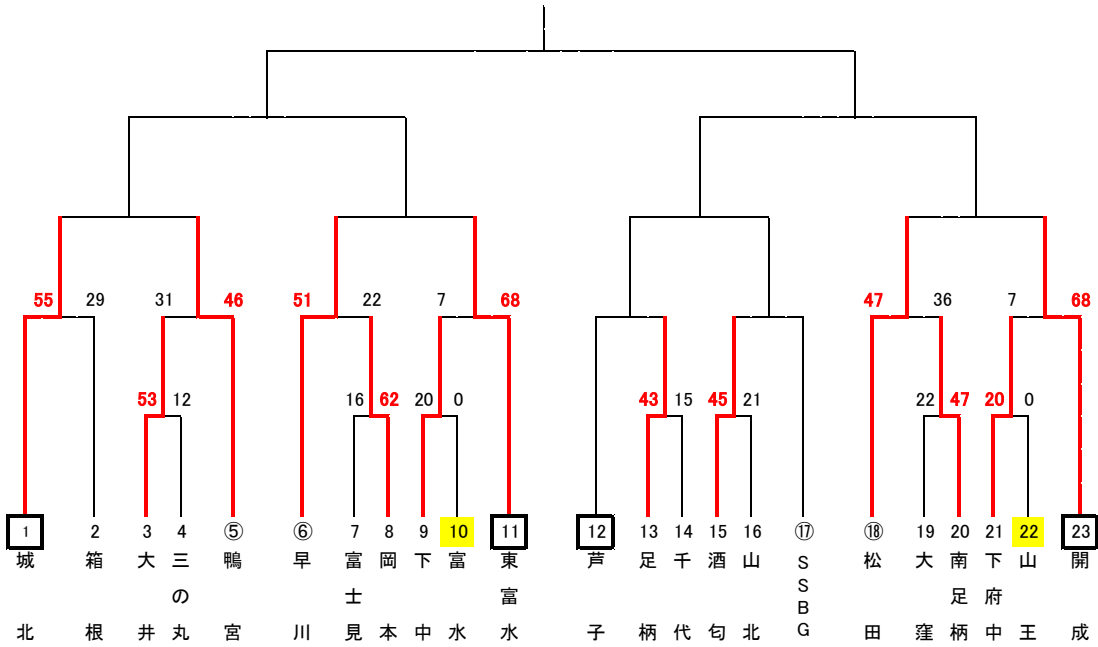 55 29 31 46 51 22 7 68 47 36 7 68
53 12 16 62 20 0 43 15 45 21 22 47 20 0
1 2 3 4 ⑤ ⑥ 7 8 9 10 11 12 13 14 15 16 ⑰ ⑱ 19 20 21 22 23
城北
箱根
大井
三の丸
鴨宮
早川
富士見
岡本
下中
富水
東富水
芦子
足柄
千代
酒匂
山北
SSBG
松田
大窪
南足柄
下府中
山王
開成